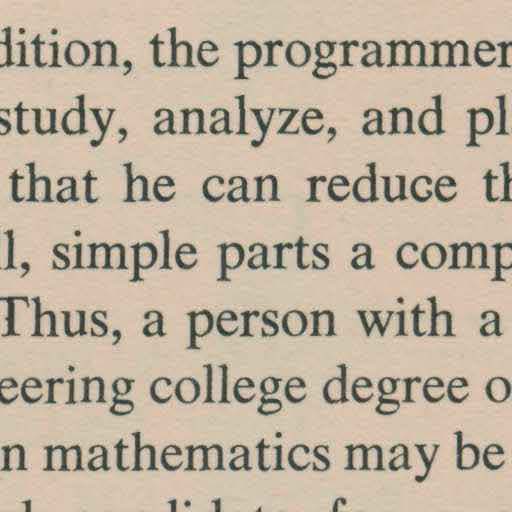 dition, the programmer
study, analyze, and pl
that he can reduce th
l, simple parts a comp
Thus, a person with a
eering college degree o
n mathematics may be